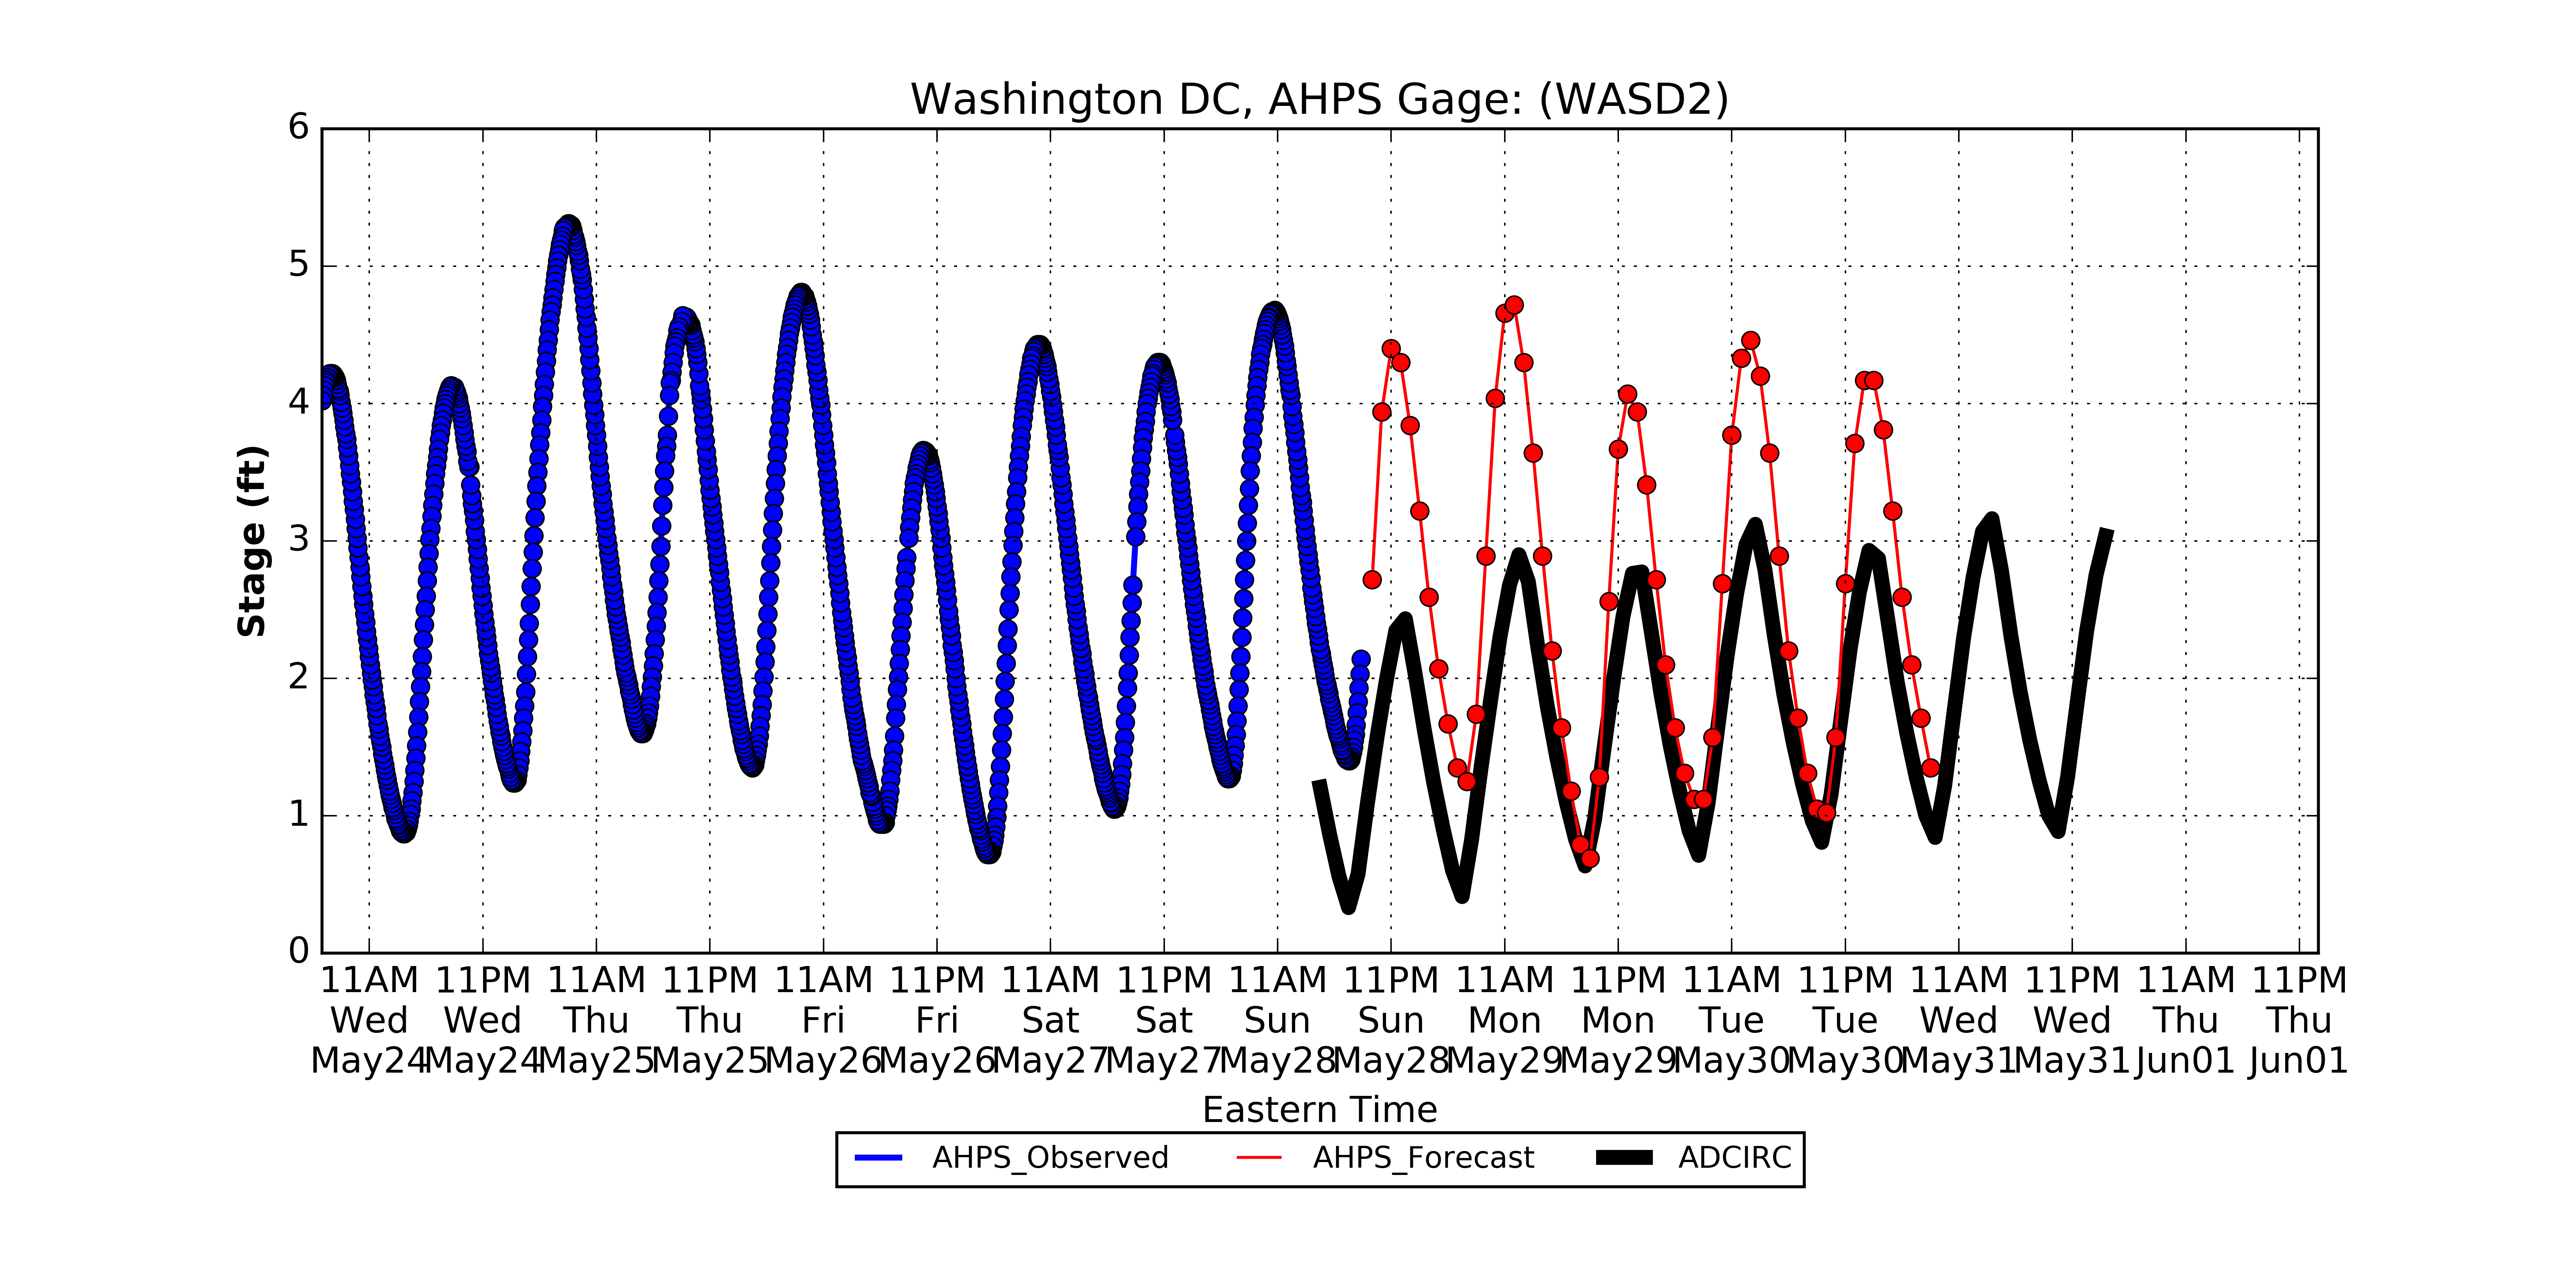 Washington DC, AHPS Gage: (WASD2)
6
5
4
3
2
1
0
Stage (ft)
11AM 11PM 11AM 11PM 11AM 11PM 11AM 11PM 11AM 11PM 11AM 11PM 11AM 11PM 11AM 11PM 11AM 11PM
Wed Wed Thu Thu Fri Fri Sat Sat Sun Sun Mon Mon Tue Tue Wed Wed Thu Thu
May24 May24 May25 May25 May26 May26 May27 May27 May28 May28 May29 May29 May30 May30 May31 May31 Jun01 Jun01
Eastern Time
AHPS_Observed AHPS_Forecast ADCIRC